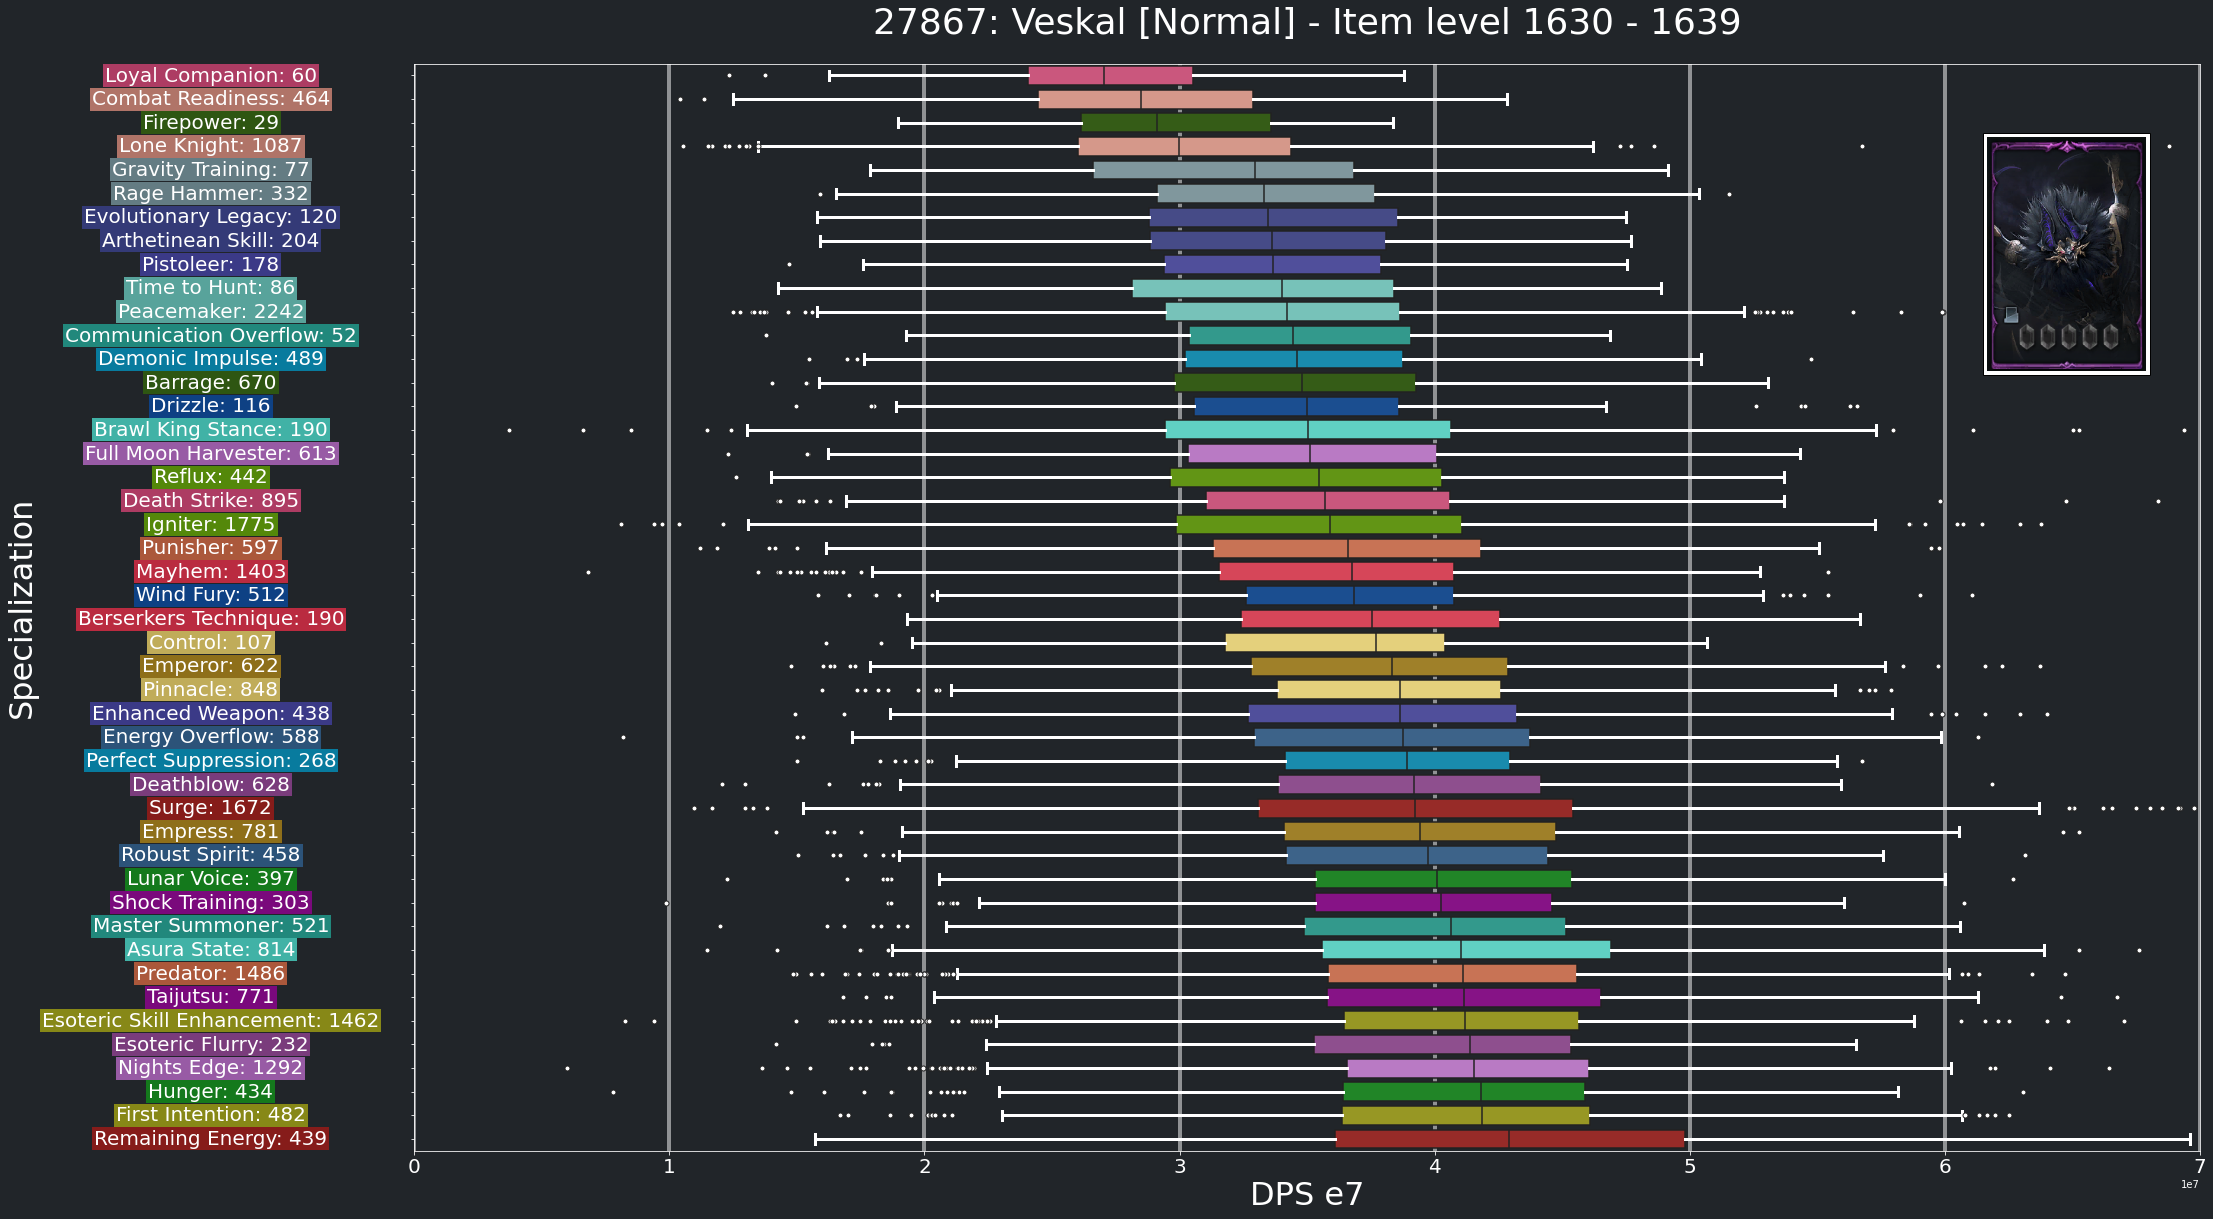 27867: Veskal [Normal] - Item level 1630 - 1639
Loyal Companion: 60
Combat Readiness: 464
Firepower: 29
Lone Knight: 1087
Gravity Training: 77
Rage Hammer: 332
Evolutionary Legacy: 120
Arthetinean Skill: 204
Pistoleer: 178
Time to Hunt: 86
Peacemaker: 2242
Communication Overflow: 52
Demonic Impulse: 489
Barrage: 670
Drizzle: 116
Brawl King Stance: 190
Full Moon Harvester: 613
Reflux: 442
Death Strike: 895
Igniter: 1775
Punisher: 597
Mayhem: 1403
Wind Fury: 512
Berserkers Technique: 190
Control: 107
Emperor: 622
Pinnacle: 848
Enhanced Weapon: 438
Energy Overflow: 588
Perfect Suppression: 268
Deathblow: 628
Surge: 1672
Empress: 781
Robust Spirit: 458
Lunar Voice: 397
Shock Training: 303
Master Summoner: 521
Asura State: 814
Predator: 1486
Taijutsu: 771
Esoteric Skill Enhancement: 1462
Esoteric Flurry: 232
Nights Edge: 1292
Hunger: 434
First Intention: 482
Remaining Energy: 439
Specialization
0 1 2 3 4 5 6 7
1e7
DPS e7